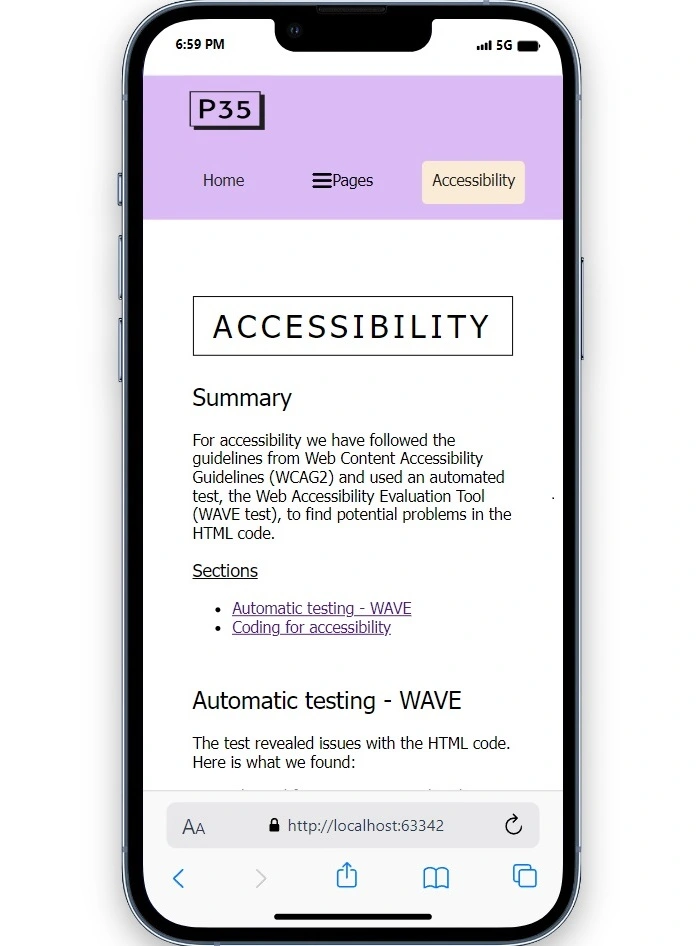 6:59 PM 5G
P35
Home Pages Accessibility
ACCESSIBILITY
Summary
For accessibility we have followed the
guidelines from Web Content Accessibility
Guidelines (WCAG2) and used an automated
test, the Web Accessibility Evaluation Tool
(WAVE test), to find potential problems in the
HTML code.
Sections
• Automatic testing - WAVE
• Coding for accessibility
Automatic testing - WAVE
The test revealed issues with the HTML code.
Here is what we found:
AA http://localhost:63342